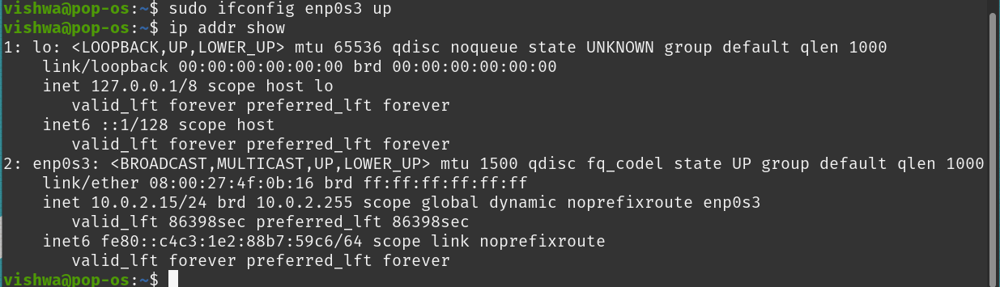 vishwa@pop-os:~$ sudo ifconfig enp0s3 up
vishwa@pop-os:~$ ip addr show
1: lo: <LOOPBACK,UP,LOWER_UP> mtu 65536 qdisc noqueue state UNKNOWN group default qlen 1000
    link/loopback 00:00:00:00:00:00 brd 00:00:00:00:00:00
    inet 127.0.0.1/8 scope host lo
       valid_lft forever preferred_lft forever
    inet6 ::1/128 scope host
       valid_lft forever preferred_lft forever
2: enp0s3: <BROADCAST,MULTICAST,UP,LOWER_UP> mtu 1500 qdisc fq_codel state UP group default qlen 1000
    link/ether 08:00:27:4f:0b:16 brd ff:ff:ff:ff:ff:ff
    inet 10.0.2.15/24 brd 10.0.2.255 scope global dynamic noprefixroute enp0s3
       valid_lft 86398sec preferred_lft 86398sec
    inet6 fe80::c4c3:1e2:88b7:59c6/64 scope link noprefixroute
       valid_lft forever preferred_lft forever
vishwa@pop-os:~$